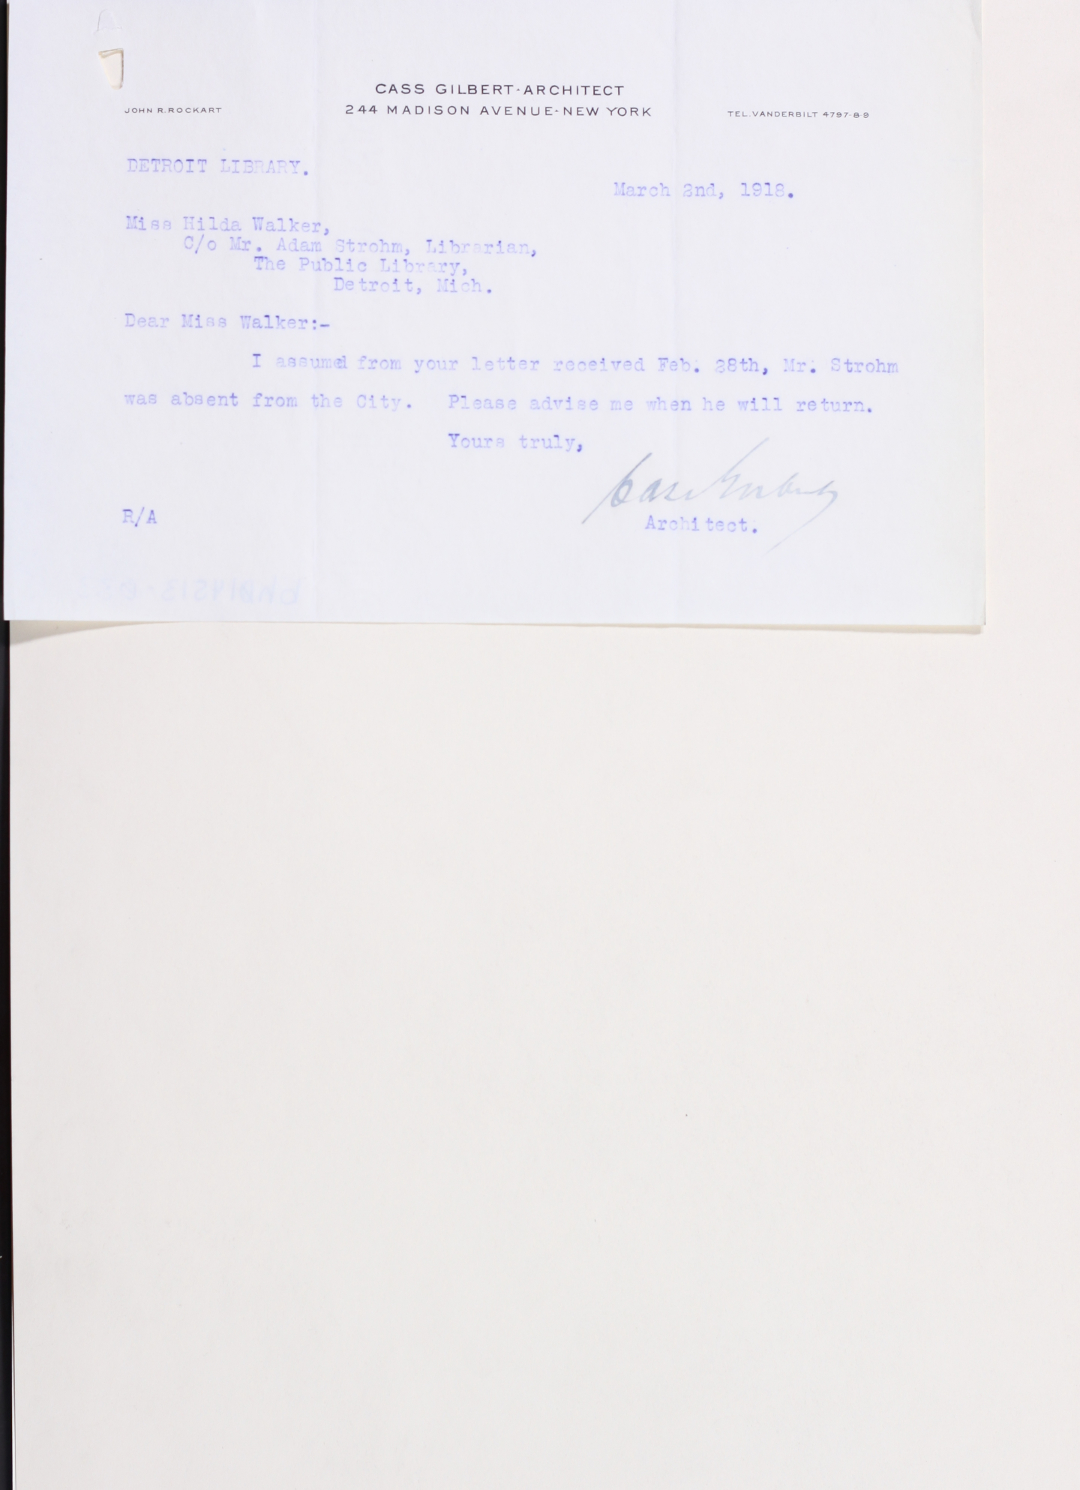 CASS GILBERT-ARCHITECT
JOHN R. ROCKART 244 MADISON AVENUE-NEW YORK TEL. VANDERBILT 4797-8-9
DETROIT LIBRARY.
March 2nd, 1918.
Miss Hilda Walker,
C/o Mr. Adam Strohm, Librarian,
The Public Library,
Detroit, Mich.
Dear Miss Walker:-
I assumed from your letter received Feb. 28th, Mr. Strohm
was absent from the City. Please advise me when he will return.
Yours truly,
Cass Gilbert
R/A
Architect.